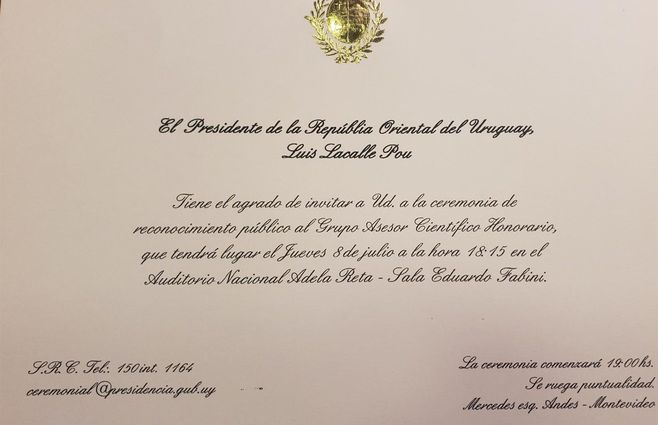 El Presidente de la Repúblia Oriental del Uruguay,
Luis Lacalle Pou
Tiene el agrado de invitar a Ud. a la ceremonia de
reconocimiento público al Grupo Asesor Científico Honorario,
que tendrá lugar el Jueves 8 de julio a la hora 18:15 en el
Auditorio Nacional Adela Reta - Sala Eduardo Fabini.
S.R.C. Tel.: 150 int. 1164
ceremonial@presidencia.gub.uy
La ceremonia comenzará 19:00 hs.
Se ruega puntualidad.
Mercedes esq. Andes - Montevideo